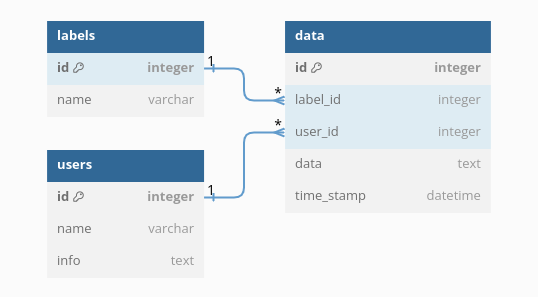 labels
id integer
name varchar
users
id integer
name varchar
info text
1
1
*
*
data
id integer
label_id integer
user_id integer
data text
time_stamp datetime